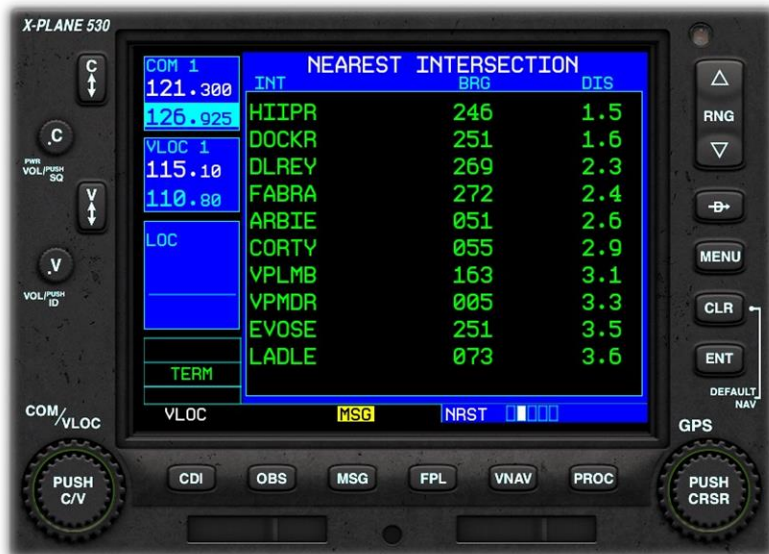 X-PLANE 530
C
.C
PWR
VOL/PUSH
SQ
V
.V
VOL/PUSH
ID
COM/VLOC
PUSH
C/V
COM 1
121.300
126.925
VLOC 1
115.10
110.80
LOC
TERM
VLOC
NEAREST INTERSECTION
INT BRG DIS
HIIPR 246 1.5
DOCKR 251 1.6
DLREY 269 2.3
FABRA 272 2.4
ARBIE 051 2.6
CORTY 055 2.9
VPLMB 163 3.1
VPMDR 005 3.3
EVOSE 251 3.5
LADLE 073 3.6
MSG
NRST
CDI OBS MSG FPL VNAV PROC
RNG
D
MENU
CLR
ENT
DEFAULT
NAV
GPS
PUSH
CRSR